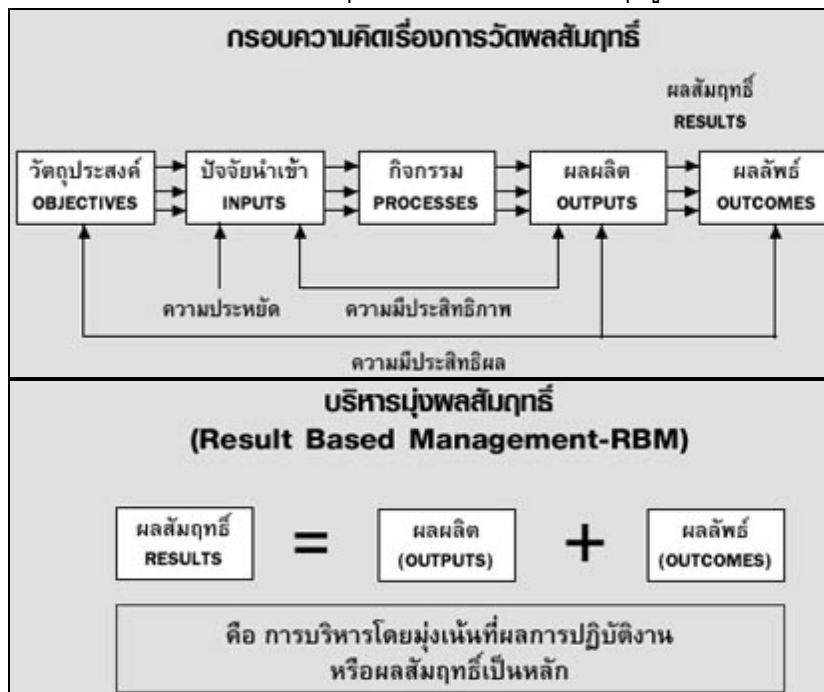 กรอบความคิดเรื่องการวัดผลสัมฤทธิ์
ผลสัมฤทธิ์
RESULTS
วัตถุประสงค์
OBJECTIVES
ปัจจัยนำเข้า
INPUTS
กิจกรรม
PROCESSES
ผลผลิต
OUTPUTS
ผลลัพธ์
OUTCOMES
ความประหยัด
ความมีประสิทธิภาพ
ความมีประสิทธิผล
บริหารมุ่งผลสัมฤทธิ์
(Result Based Management-RBM)
ผลสัมฤทธิ์
RESULTS
=
ผลผลิต
(OUTPUTS)
+
ผลลัพธ์
(OUTCOMES)
คือ การบริหารโดยมุ่งเน้นที่ผลการปฏิบัติงาน
หรือผลสัมฤทธิ์เป็นหลัก